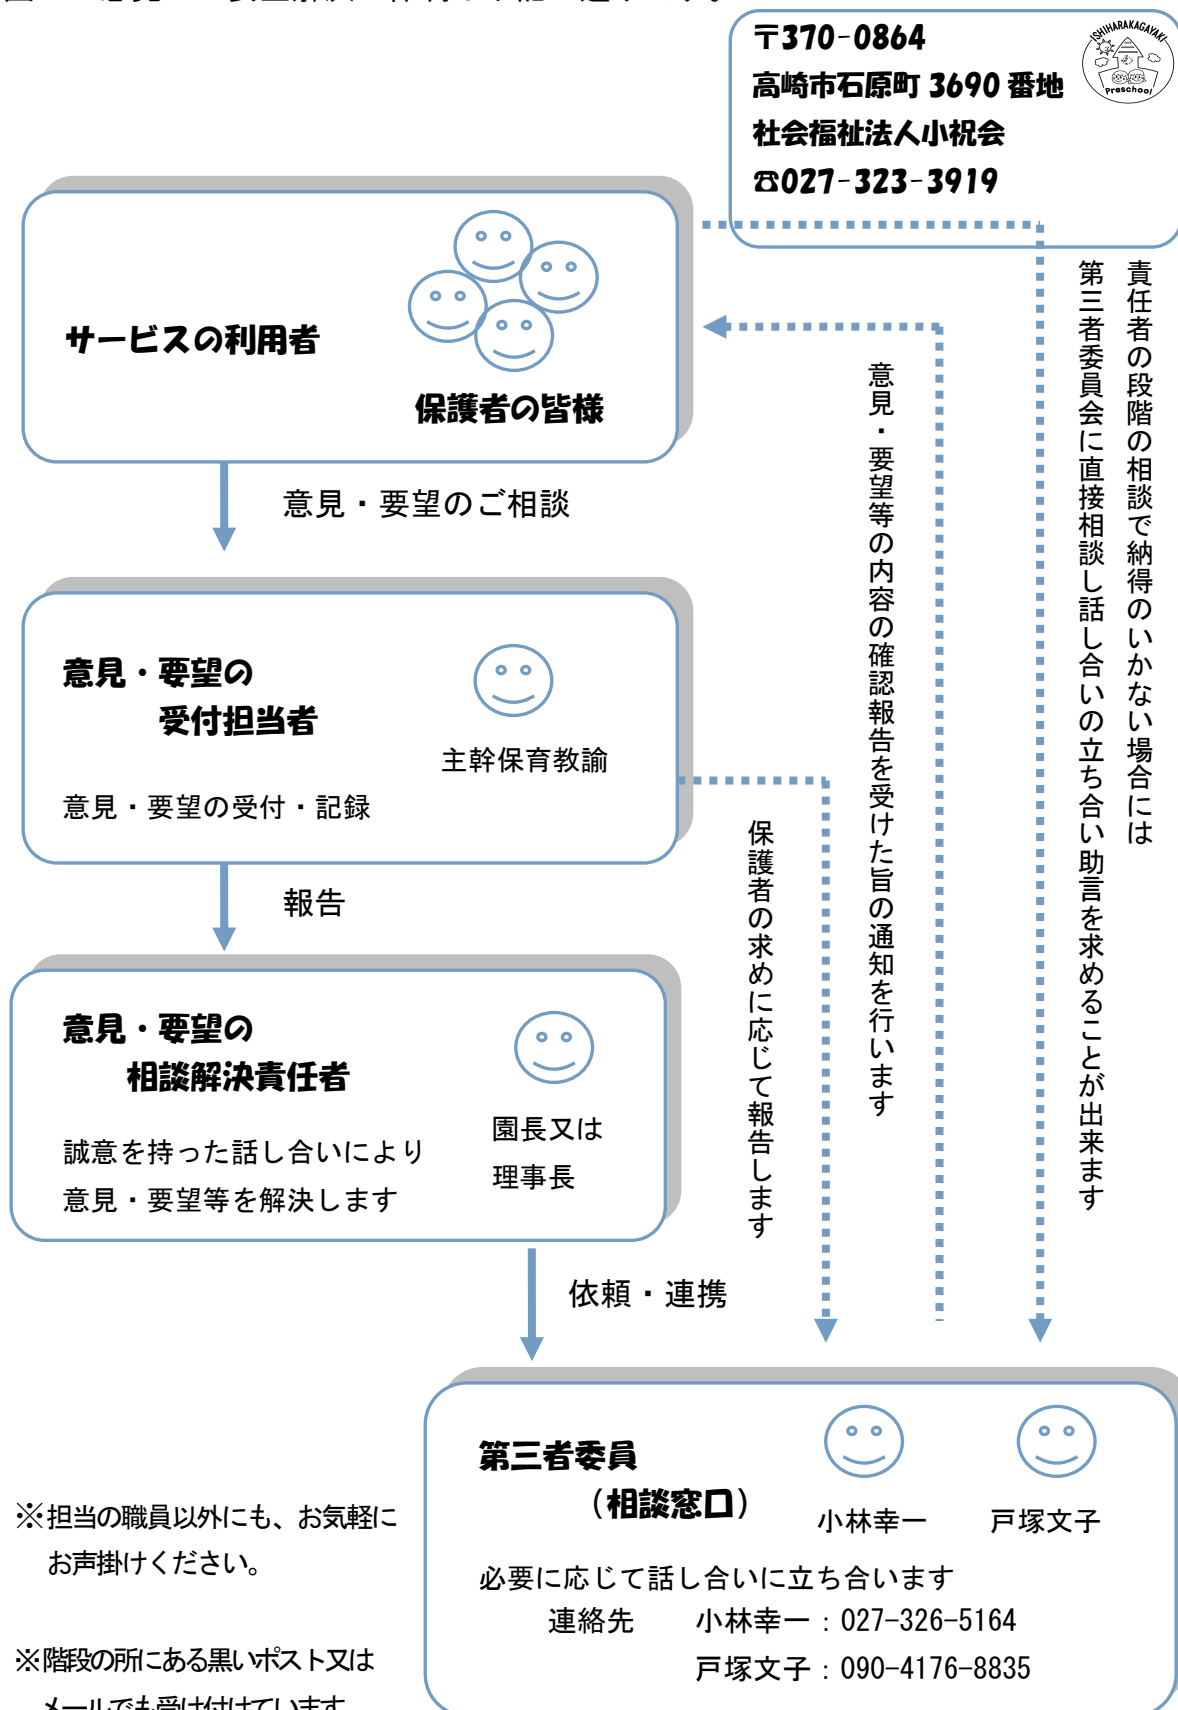 〒370-0864
高崎市石原町 3690 番地
社会福祉法人小祝会
☎027-323-3919
ISHIHARAKAGAYAKI
Preschool
サービスの利用者
保護者の皆様
意見・要望のご相談
意見・要望の
受付担当者
主幹保育教諭
意見・要望の受付・記録
報告
意見・要望の
相談解決責任者
園長又は
理事長
誠意を持った話し合いにより
意見・要望等を解決します
依頼・連携
責任者の段階の相談で納得のいかない場合には
第三者委員会に直接相談し話し合いの立ち合い助言を求めることが出来ます
意見・要望等の内容の確認報告を受けた旨の通知を行います
保護者の求めに応じて報告します
第三者委員
（相談窓口）
小林幸一
戸塚文子
必要に応じて話し合いに立ち合います
連絡先 小林幸一：027-326-5164
戸塚文子：090-4176-8835
※担当の職員以外にも、お気軽に
お声掛けください。
※階段の所にある黒いポスト又は
メールでも受け付けています